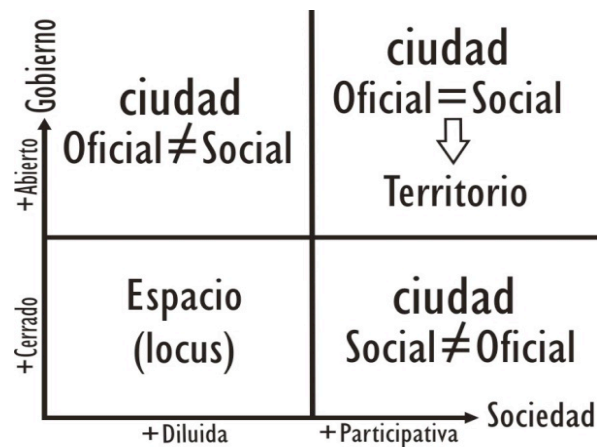 Gobierno
+Abierto
+Cerrado
ciudad
Oficial≠Social
ciudad
Oficial=Social
Territorio
Espacio
(locus)
ciudad
Social≠Oficial
+Diluida
+Participativa
Sociedad